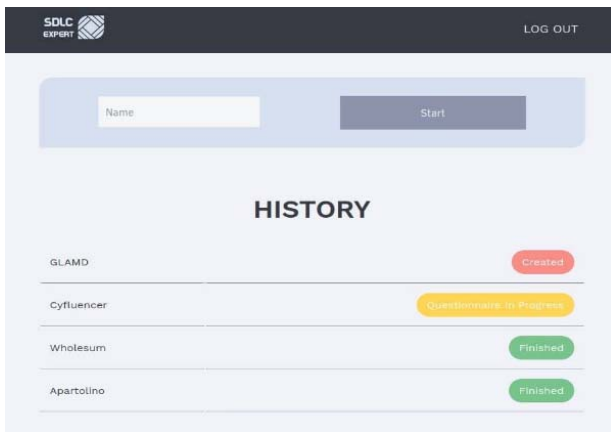 SDLC
EXPERT
LOG OUT
Name
Start
HISTORY
GLAMD
Created
Cyfluencer
Questionnaire In Progress
Wholesum
Finished
Apartolino
Finished